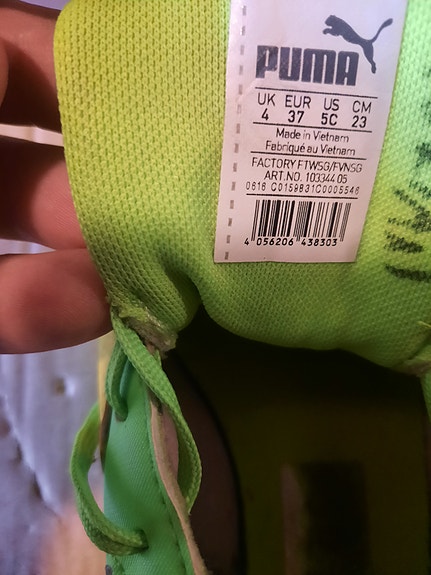 PUMA
UK EUR US CM
4 37 5C 23
Made in Vietnam
Fabriqué au Vietnam
FACTORY FTWSG/FVNSG
ART.NO. 103344 05
0616 C0159831C0005546
4 056206 438303